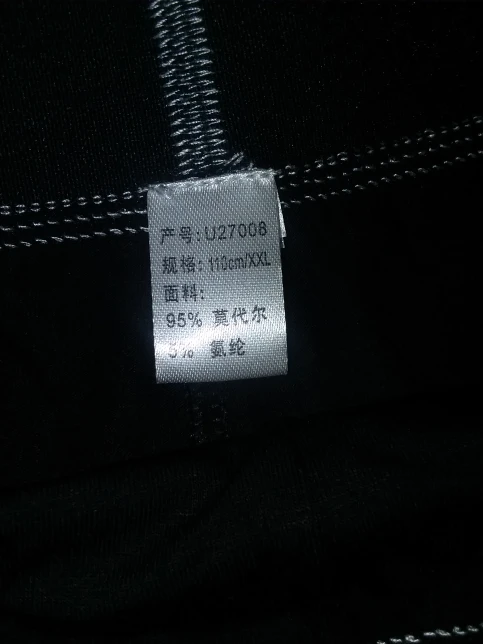 产号:U27008
规格:110cm/XXL
面料:
95% 莫代尔
5% 氨纶